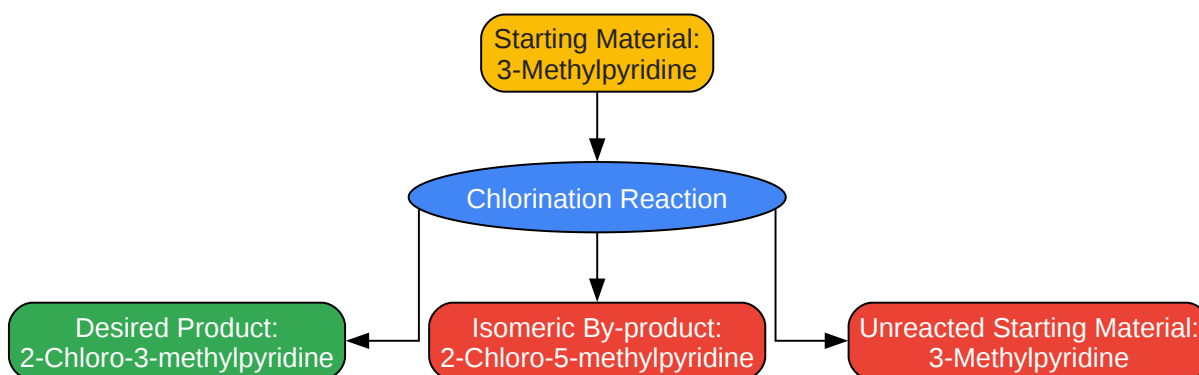 Starting Material:
3-Methylpyridine
Chlorination Reaction
Desired Product:
2-Chloro-3-methylpyridine
Isomeric By-product:
2-Chloro-5-methylpyridine
Unreacted Starting Material:
3-Methylpyridine